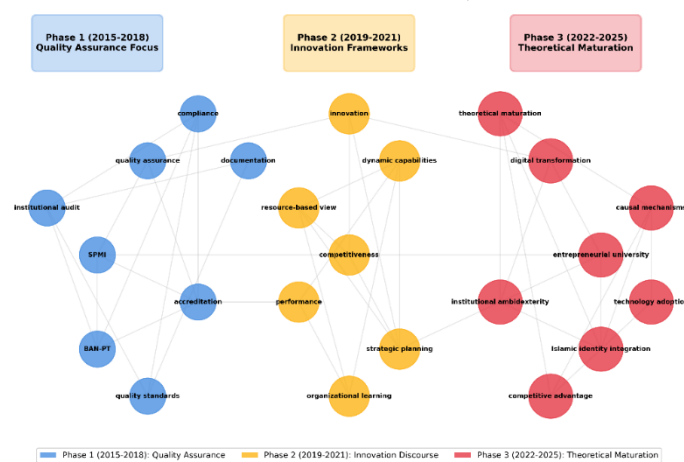 Phase 1 (2015-2018)
Quality Assurance Focus
Phase 2 (2019-2021)
Innovation Frameworks
Phase 3 (2022-2025)
Theoretical Maturation
compliance
innovation
theoretical maturation
quality assurance
documentation
dynamic capabilities
digital transformation
institutional audit
resource-based view
causal mechanisms
SPMI
competitiveness
entrepreneurial university
accreditation
performance
institutional ambidexterity
technology adoptio
BAN-PT
strategic planning
Islamic identity integration
quality standards
organizational learning
competitive advantage
Phase 1 (2015-2018): Quality Assurance
Phase 2 (2019-2021): Innovation Discourse
Phase 3 (2022-2025): Theoretical Maturation